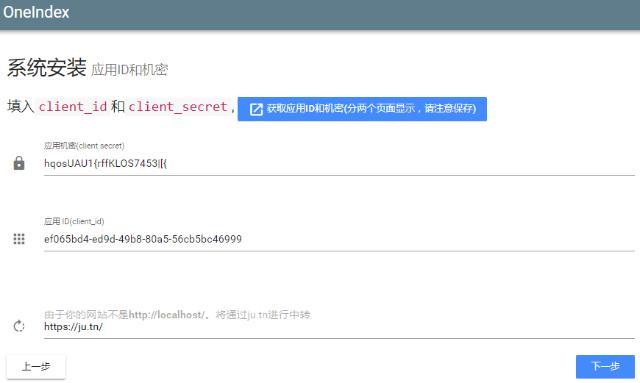 OneIndex
系统安装 应用ID和机密
填入 client_id 和 client_secret , 获取应用ID和机密(分两个页面显示，请注意保存)
应用机密(client secret)
hqosUAU1{rffKLOS7453|[{
应用 ID(client_id)
ef065bd4-ed9d-49b8-80a5-56cb5bc46999
由于你的网站不是http://localhost/，将通过ju.tn进行中转
https://ju.tn/
上一步 下一步